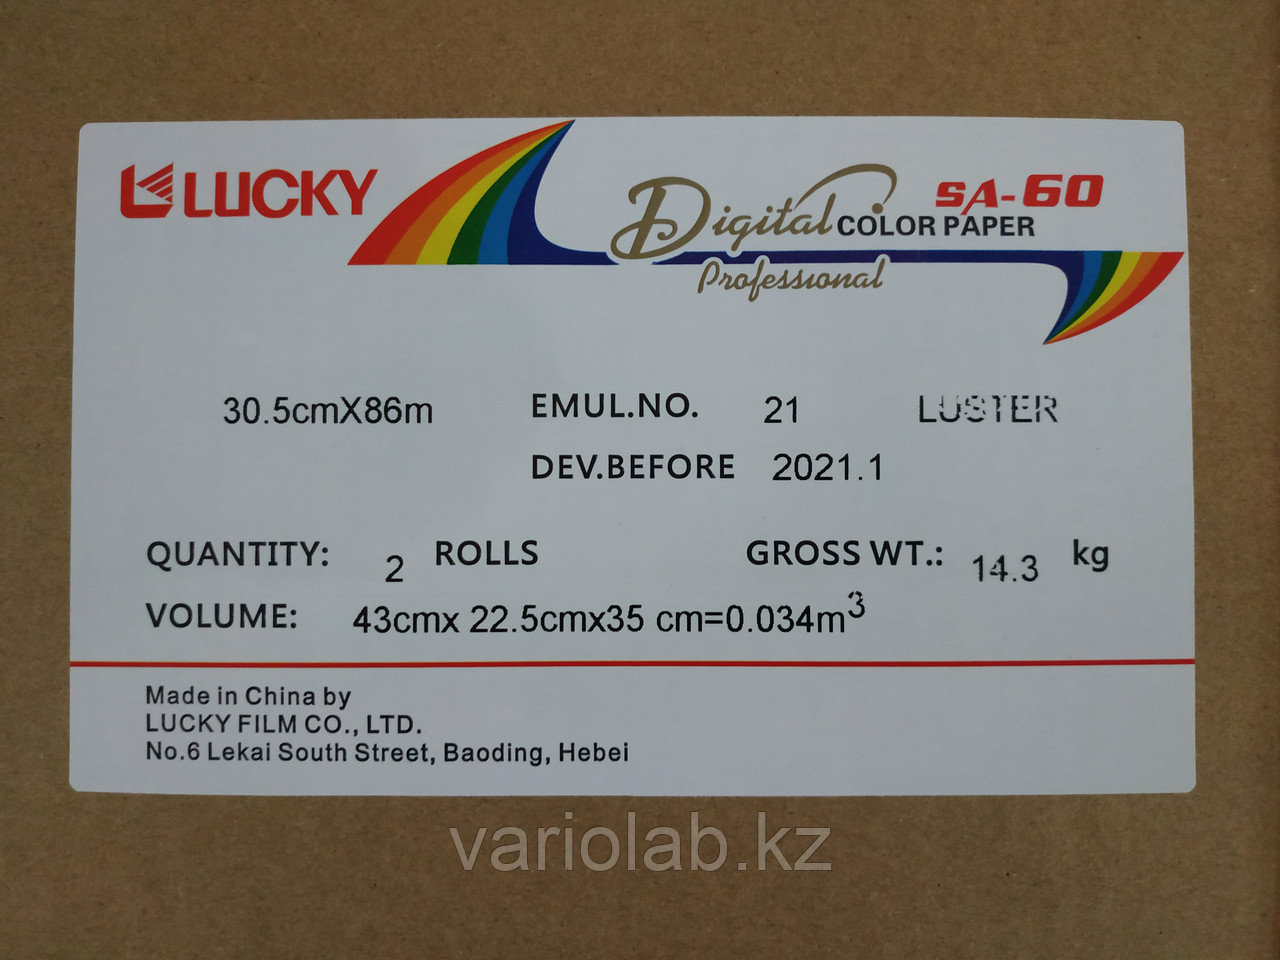 LUCKY
Digital COLOR PAPER SA-60
Professional
30.5cmX86m EMUL.NO. 21 LUSTER
DEV.BEFORE 2021.1
QUANTITY: 2 ROLLS GROSS WT.: 14.3 kg
VOLUME: 43cmx 22.5cmx35 cm=0.034m³
Made in China by
LUCKY FILM CO., LTD.
No.6 Lekai South Street, Baoding, Hebei
variolab.kz